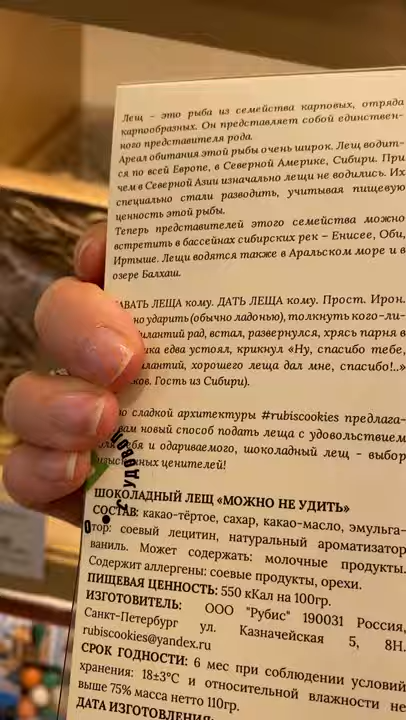 Лещ – это рыба из семейства карповых, отряда
карпообразных. Он представляет собой единствен-
ного представителя рода.
Ареал обитания этой рыбы очень широк. Лещ водит-
ся по всей Европе, в Северной Америке, Сибири. При
чем в Северной Азии изначально лещи не водились. Их
специально стали разводить, учитывая пищевую
ценность этой рыбы.
Теперь представителей этого семейства можно
встретить в бассейнах сибирских рек – Енисее, Оби,
Иртыше. Лещи водятся также в Аральском море и в
озере Балхаш.
ДАВАТЬ ЛЕЩА кому. ДАТЬ ЛЕЩА кому. Прост. Ирон.
ударить (обычно ладонью), толкнуть кого-ли-
рад, встал, развернулся, хрясь парня в
едва устоял, крикнул «Ну, спасибо тебе,
хорошего леща дал мне, спасибо!..»
Гость из Сибири).
сладкой архитектуры #rubiscookies предлага-
вам новый способ подать леща с удовольствием
себя и одариваемого, шоколадный лещ - выбор
ценителей!
УДОВОЛ
ШОКОЛАДНЫЙ ЛЕЩ «МОЖНО НЕ УДИТЬ»
СОСТАВ: какао-тёртое, сахар, какао-масло, эмульга-
тор: соевый лецитин, натуральный ароматизатор
ваниль. Может содержать: молочные продукты.
Содержит аллергены: соевые продукты, орехи.
ПИЩЕВАЯ ЦЕННОСТЬ: 550 кКал на 100гр.
ИЗГОТОВИТЕЛЬ: ООО "Рубис" 190031 Россия,
Санкт-Петербург ул. Казначейская 5, 8Н.
rubiscookies@yandex.ru
СРОК ГОДНОСТИ: 6 мес при соблюдении условий
хранения: 18±3°С и относительной влажности не
выше 75% масса нетто 110гр.
ДАТА ИЗГОТОВЛЕНИЯ: